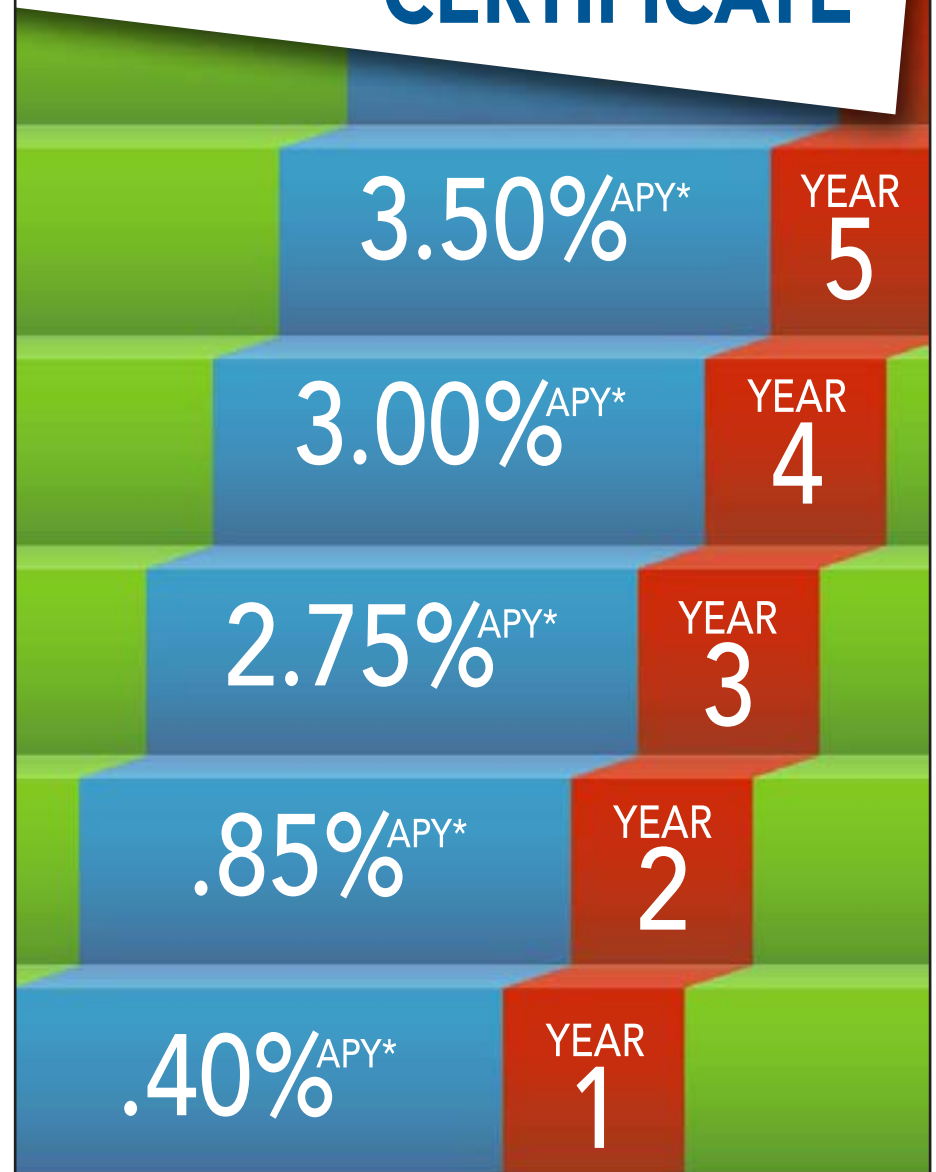 CERTIFICATE
3.50% APY*
YEAR
5
3.00% APY*
YEAR
4
2.75% APY*
YEAR
3
.85% APY*
YEAR
2
.40% APY*
YEAR
1